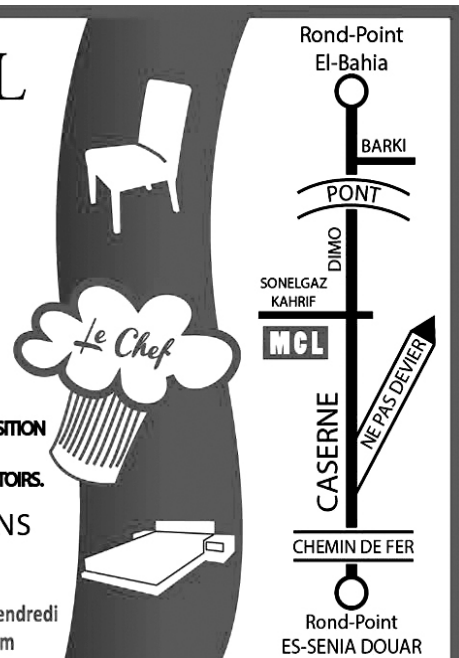 L
SITION
TOIRS.
NS
endredi
m
Le Chef
Rond-Point
El-Bahia
BARKI
PONT
DIMO
SONELGAZ
KAHRIF
MCL
NE PAS DEVIER
CASERNE
CHEMIN DE FER
Rond-Point
ES-SENIA DOUAR